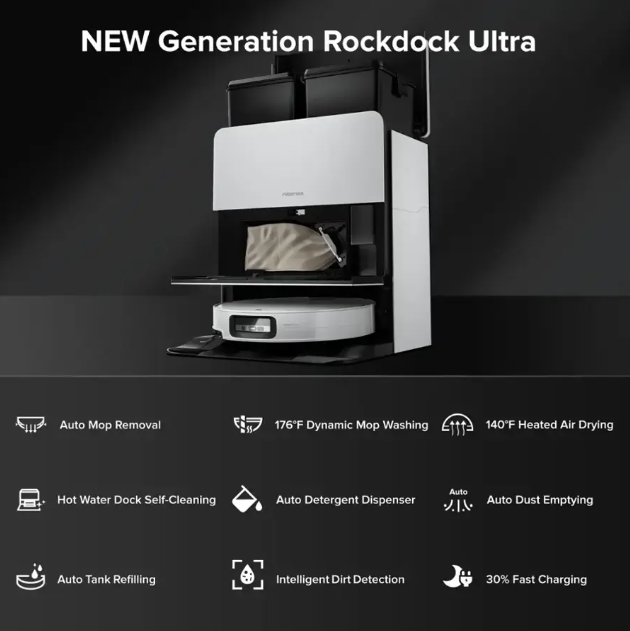 NEW Generation Rockdock Ultra
Auto Mop Removal
176°F Dynamic Mop Washing
140°F Heated Air Drying
Hot Water Dock Self-Cleaning
Auto Detergent Dispenser
Auto
Auto Dust Emptying
Auto Tank Refilling
Intelligent Dirt Detection
30% Fast Charging